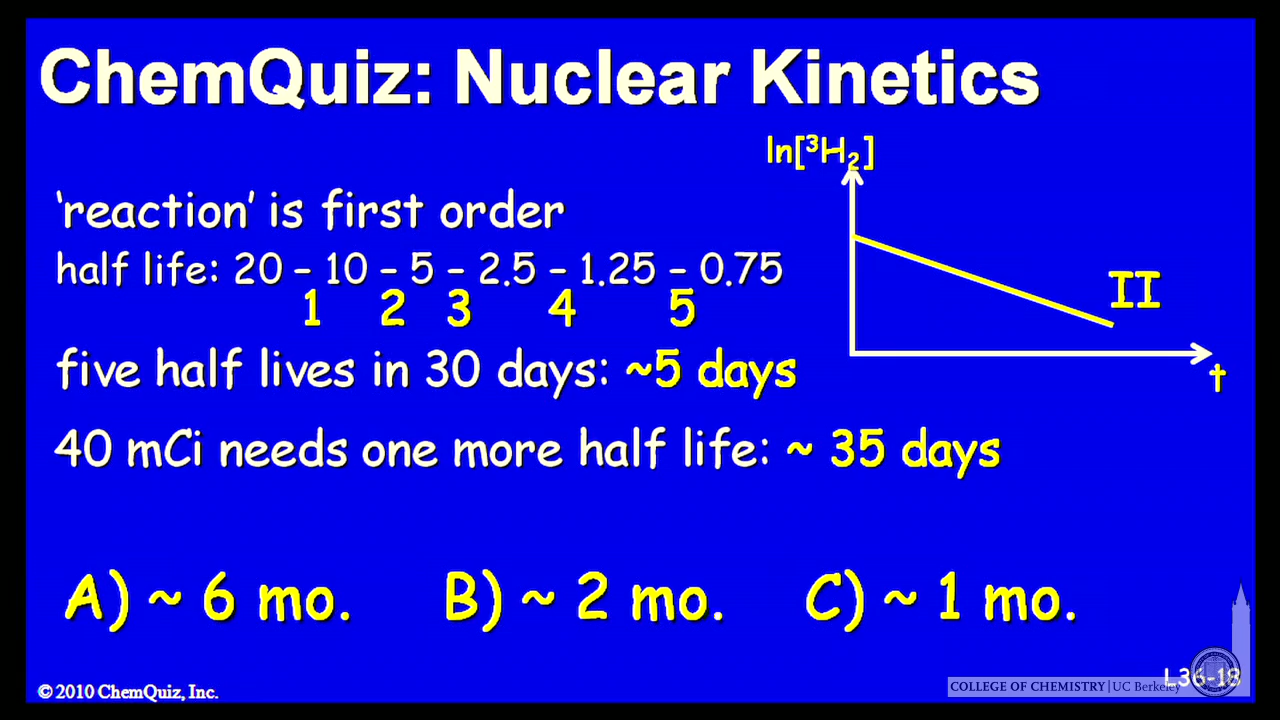 ChemQuiz: Nuclear Kinetics
ln[³H₂]
‘reaction’ is first order
half life: 20 – 10 – 5 – 2.5 – 1.25 – 0.75
1 2 3 4 5
II
five half lives in 30 days: ~5 days
t
40 mCi needs one more half life: ~ 35 days
A) ~ 6 mo. B) ~ 2 mo. C) ~ 1 mo.
L36-18
© 2010 ChemQuiz, Inc.
COLLEGE OF CHEMISTRY | UC Berkeley